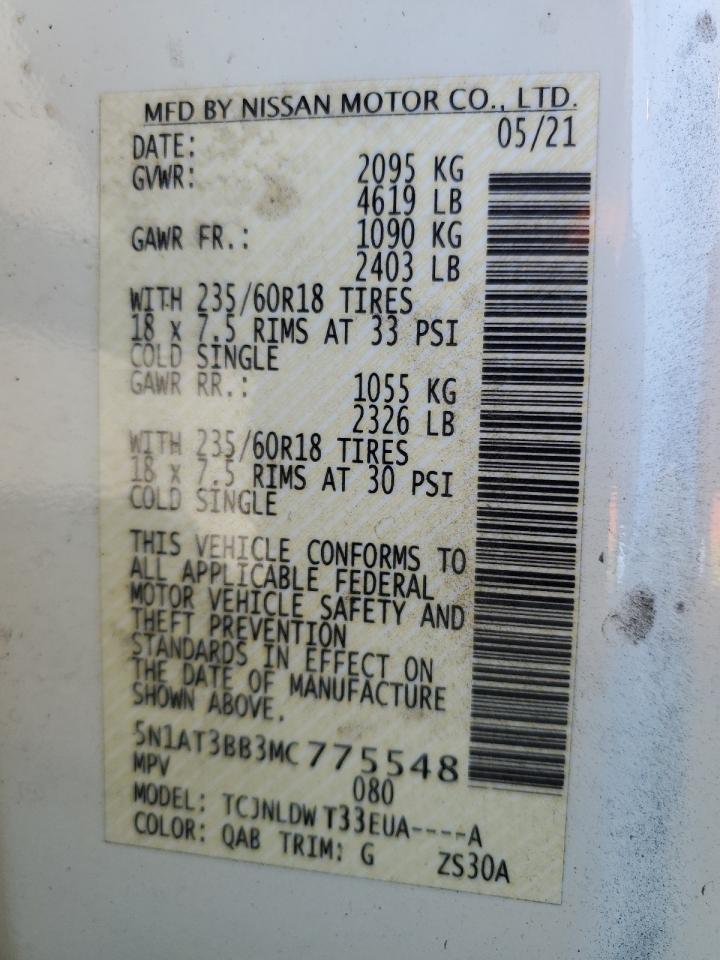 MFD BY NISSAN MOTOR CO., LTD.
DATE: 05/21
GVWR: 2095 KG
4619 LB
GAWR FR.: 1090 KG
2403 LB
WITH 235/60R18 TIRES
18 x 7.5 RIMS AT 33 PSI
COLD SINGLE
GAWR RR.: 1055 KG
2326 LB
WITH 235/60R18 TIRES
18 x 7.5 RIMS AT 30 PSI
COLD SINGLE
THIS VEHICLE CONFORMS TO
ALL APPLICABLE FEDERAL
MOTOR VEHICLE SAFETY AND
THEFT PREVENTION
STANDARDS IN EFFECT ON
THE DATE OF MANUFACTURE
SHOWN ABOVE.
5N1AT3BB3MC775548
MPV 080
MODEL: TCJNLDW T33EUA----A
COLOR: QAB TRIM: G ZS30A